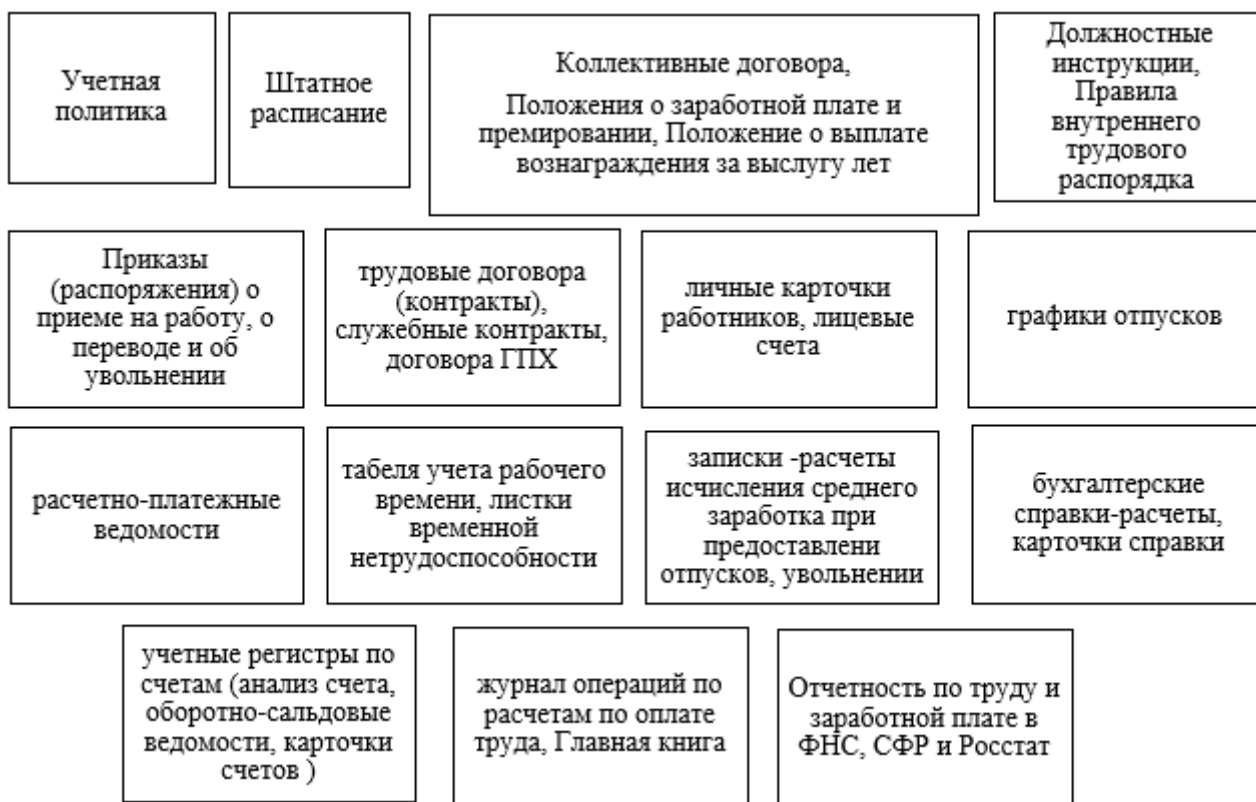 Учетная
политика
Штатное
расписание
Коллективные договора,
Положения о заработной плате и
премировании, Положение о выплате
вознаграждения за выслугу лет
Должностные
инструкции,
Правила
внутреннего
трудового
распорядка
Приказы
(распоряжения) о
приеме на работу, о
переводе и об
увольнении
трудовые договора
(контракты),
служебные контракты,
договора ГПХ
личные карточки
работников, лицевые
счета
графики отпусков
расчетно-платежные
ведомости
табеля учета рабочего
времени, листки
временной
нетрудоспособности
записки -расчеты
исчисления среднего
заработка при
предоставлени
отпусков, увольнении
бухгалтерские
справки-расчеты,
карточки справки
учетные регистры по
счетам (анализ счета,
оборотно-сальдовые
ведомости, карточки
счетов )
журнал операций по
расчетам по оплате
труда, Главная книга
Отчетность по труду и
заработной плате в
ФНС, СФР и Росстат